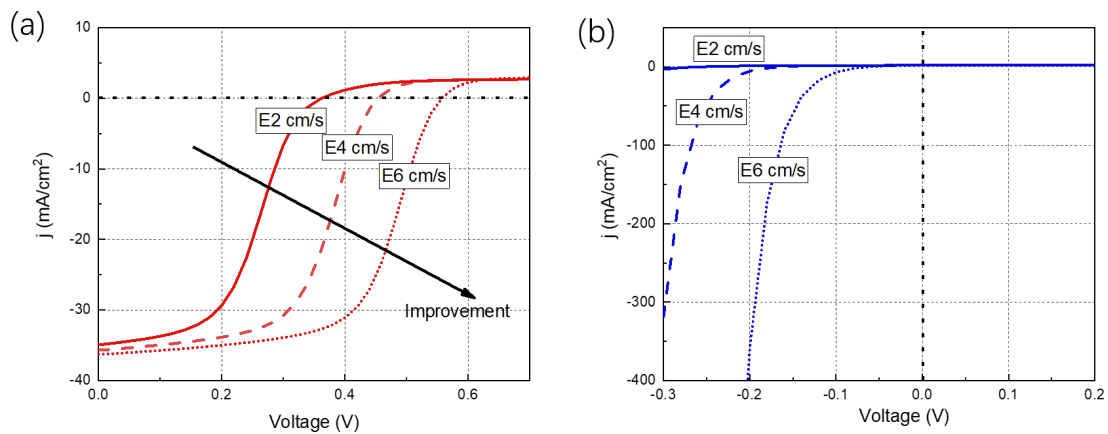 (a)
10
0
-10
-20
-30
-40
j (mA/cm²)
E2 cm/s
E4 cm/s
E6 cm/s
Improvement
0.0 0.2 0.4 0.6
Voltage (V)
(b)
0
-100
-200
-300
-400
j (mA/cm²)
E2 cm/s
E4 cm/s
E6 cm/s
-0.3 -0.2 -0.1 0.0 0.1 0.2
Voltage (V)